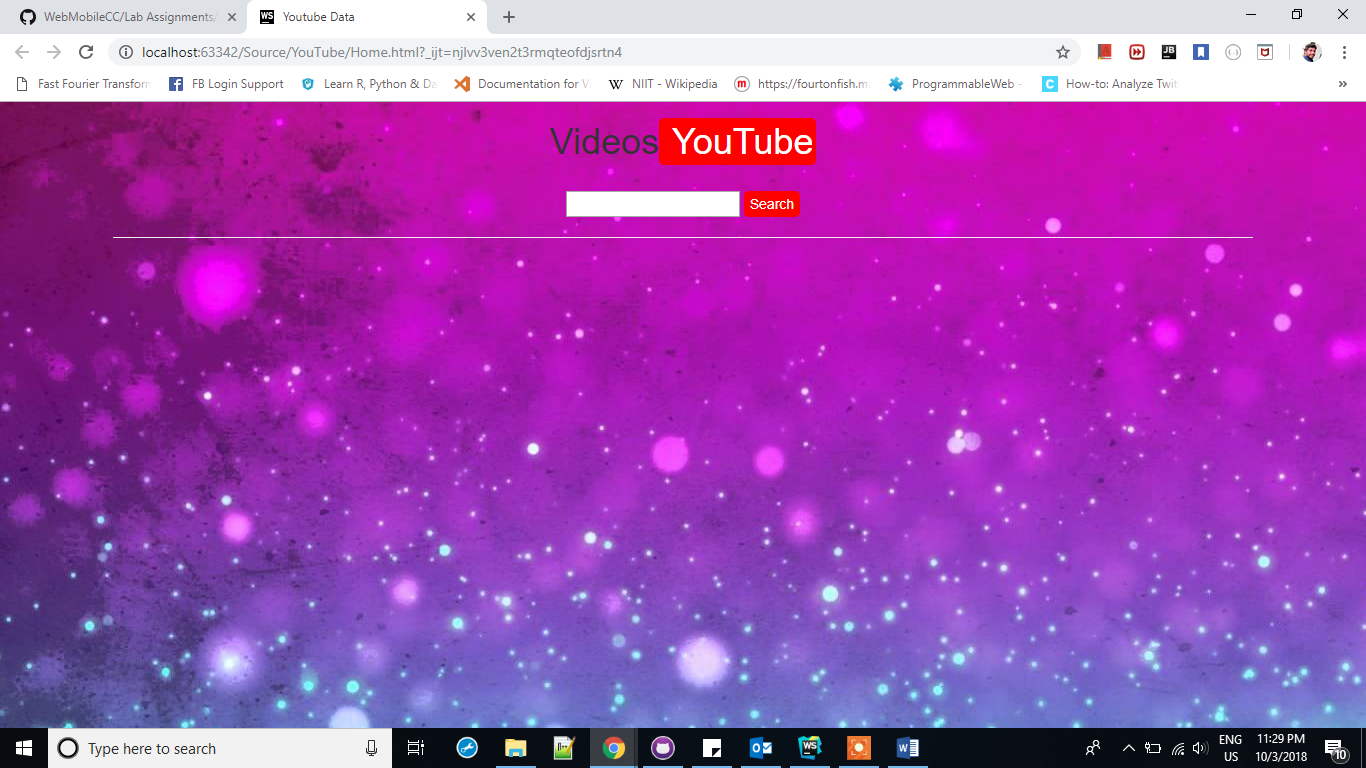 WebMobileCC/Lab Assignments/
WS Youtube Data
localhost:63342/Source/YouTube/Home.html?_ijt=njlvv3ven2t3rmqteofdjsrtn4
JB
Fast Fourier Transform
FB Login Support
Learn R, Python & Da
Documentation for V
W NIIT - Wikipedia
m https://fourtonfish.m
ProgrammableWeb -
C How-to: Analyze Twit
»
Videos YouTube
Search
Type here to search
WS
W
ENG
US
11:29 PM
10/3/2018
10